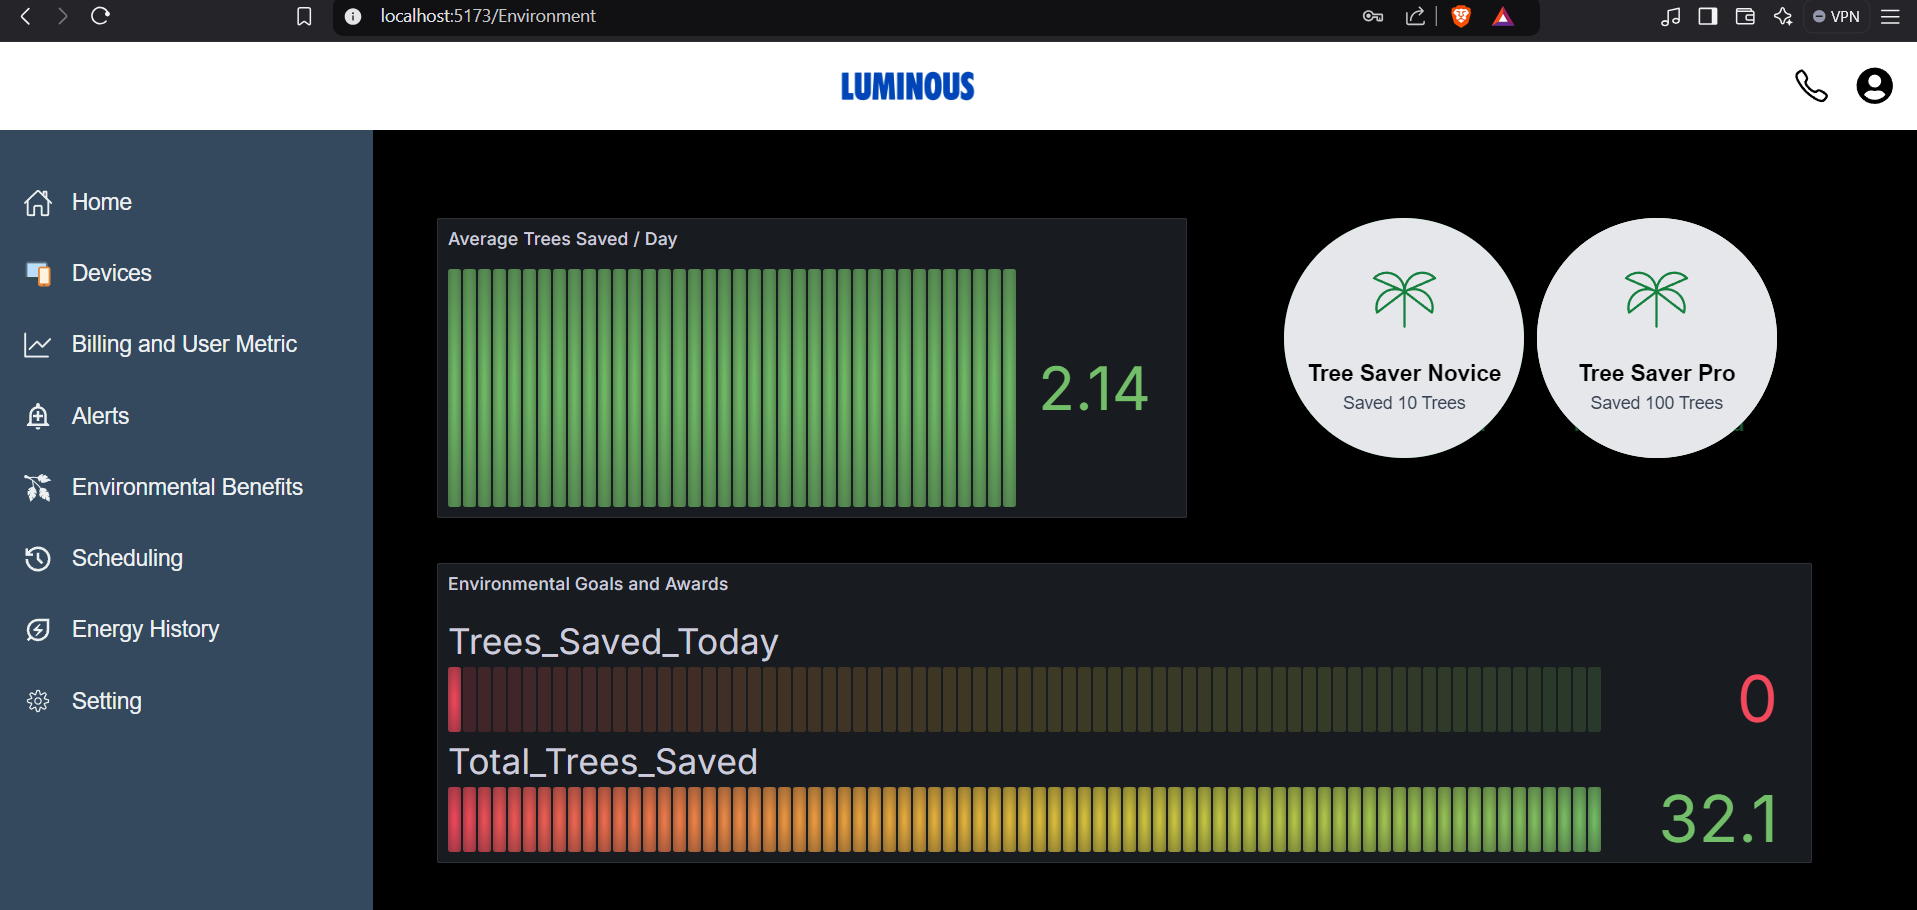 localhost:5173/Environment
VPN
LUMINOUS
Home
Devices
Billing and User Metric
Alerts
Environmental Benefits
Scheduling
Energy History
Setting
Average Trees Saved / Day
2.14
Tree Saver Novice
Saved 10 Trees
Tree Saver Pro
Saved 100 Trees
Environmental Goals and Awards
Trees_Saved_Today
0
Total_Trees_Saved
32.1